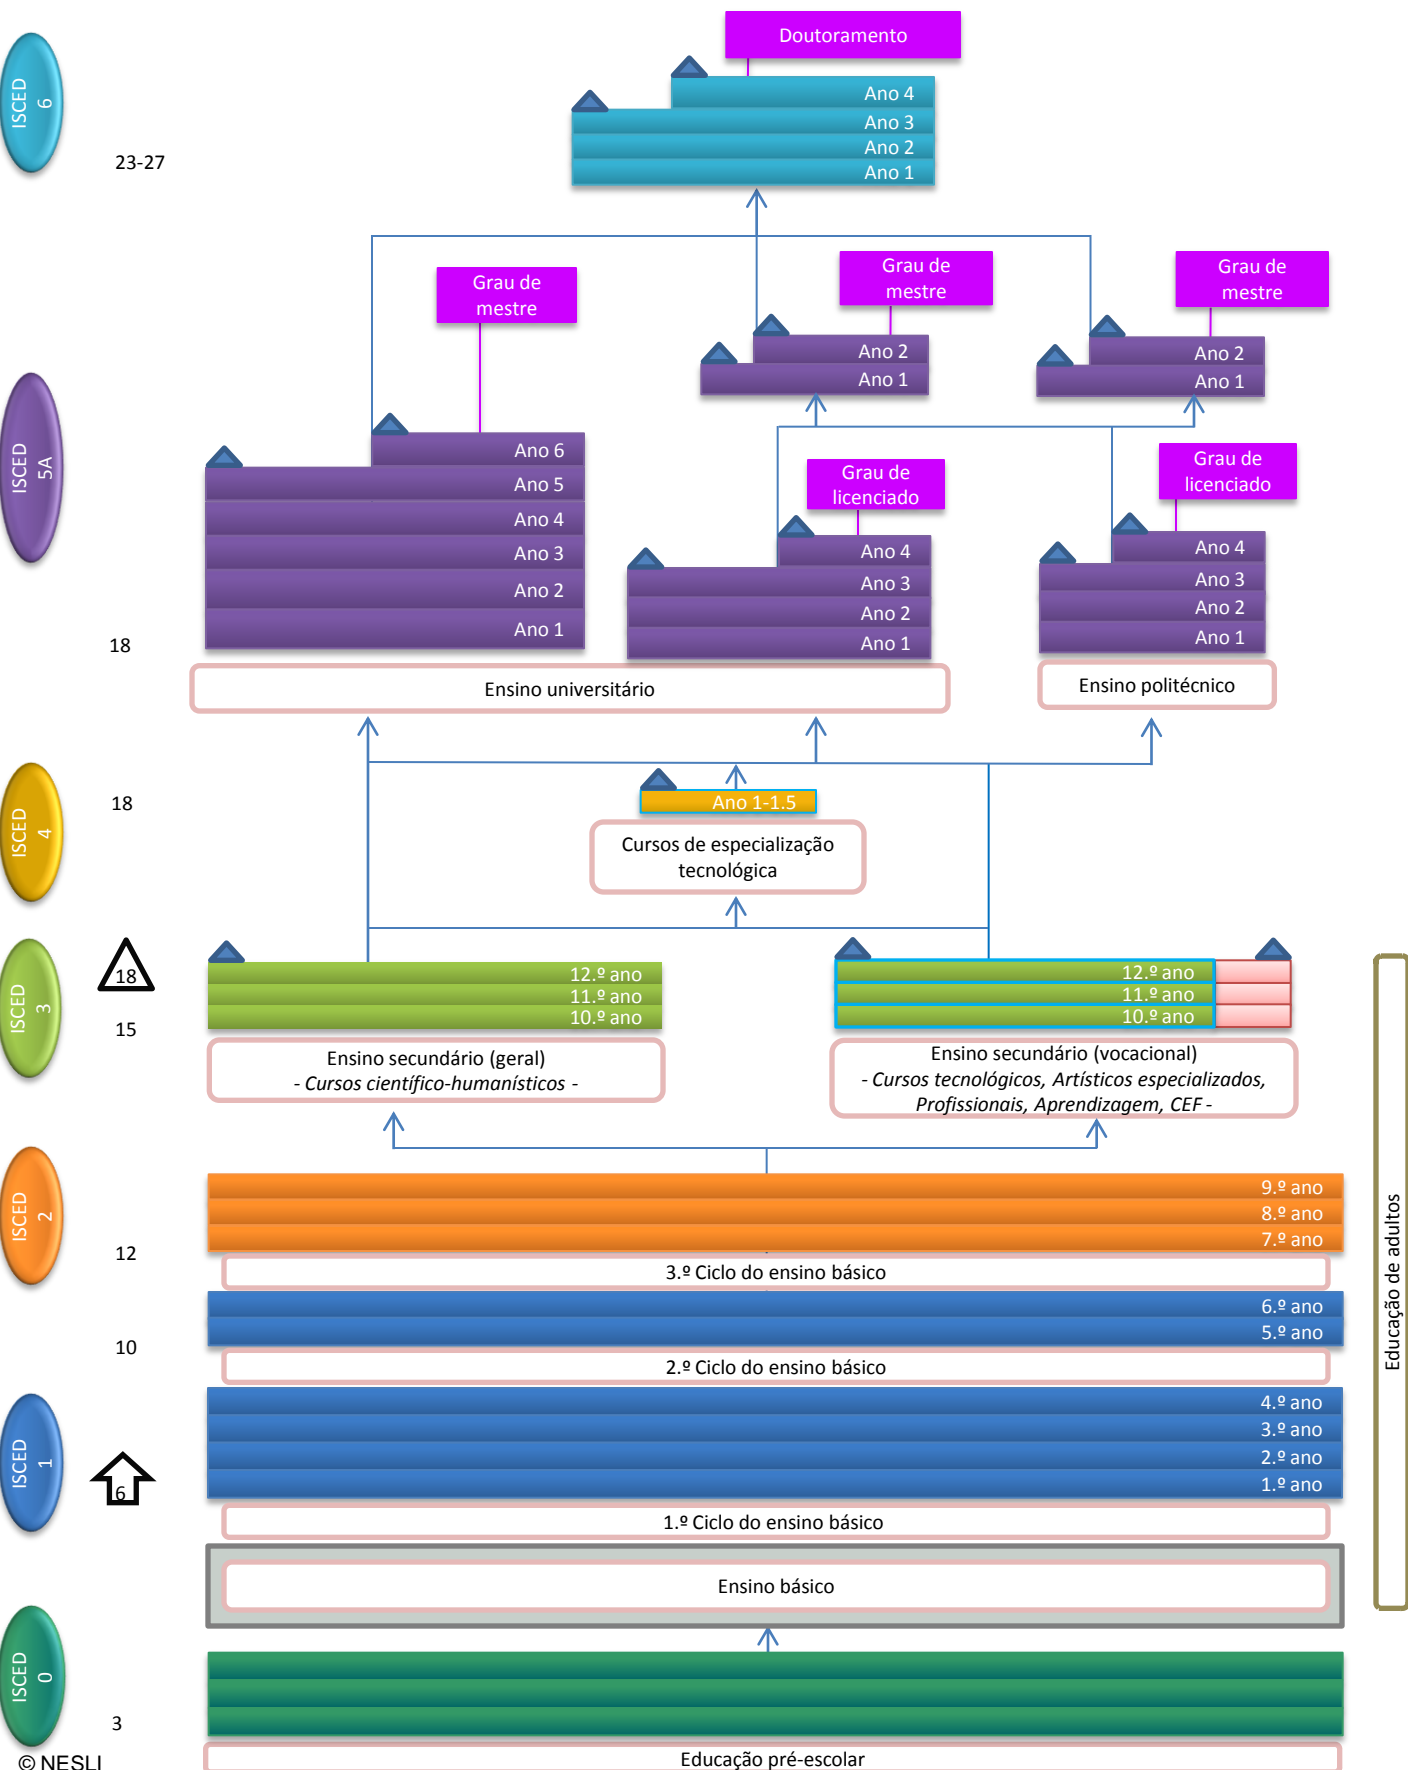 Doutoramento
ISCED
6
Ano 4
Ano 3
Ano 2
Ano 1
23-27
Grau de
mestre
Grau de
mestre
Grau de
mestre
Ano 2
Ano 1
Ano 2
Ano 1
ISCED
5A
Ano 6
Ano 5
Ano 4
Ano 3
Ano 2
Ano 1
Grau de
licenciado
Ano 4
Ano 3
Ano 2
Ano 1
Grau de
licenciado
Ano 4
Ano 3
Ano 2
Ano 1
18
Ensino universitário
Ensino politécnico
ISCED
4
18
Ano 1-1.5
Cursos de especialização
tecnológica
ISCED
3
18
15
12.º ano
11.º ano
10.º ano
Ensino secundário (geral)
- Cursos científico-humanísticos -
12.º ano
11.º ano
10.º ano
Ensino secundário (vocacional)
- Cursos tecnológicos, Artísticos especializados,
Profissionais, Aprendizagem, CEF -
ISCED
2
12
9.º ano
8.º ano
7.º ano
3.º Ciclo do ensino básico
6.º ano
5.º ano
10
2.º Ciclo do ensino básico
ISCED
1
6
4.º ano
3.º ano
2.º ano
1.º ano
1.º Ciclo do ensino básico
Ensino básico
Educação de adultos
ISCED
0
3
Educação pré-escolar
© NESLI